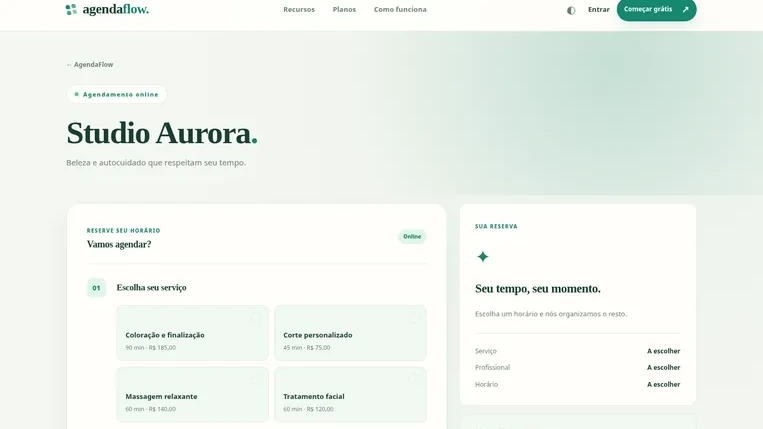 agendaflow.
Recursos
Planos
Como funciona
Entrar
Começar grátis ↗
← AgendaFlow
Agendamento online
Studio Aurora.
Beleza e autocuidado que respeitam seu tempo.
RESERVE SEU HORÁRIO
Vamos agendar?
Online
01
Escolha seu serviço
Coloração e finalização
90 min · R$ 185,00
Corte personalizado
45 min · R$ 75,00
Massagem relaxante
60 min · R$ 140,00
Tratamento facial
60 min · R$ 120,00
SUA RESERVA
Seu tempo, seu momento.
Escolha um horário e nós organizamos o resto.
Serviço
A escolher
Profissional
A escolher
Horário
A escolher